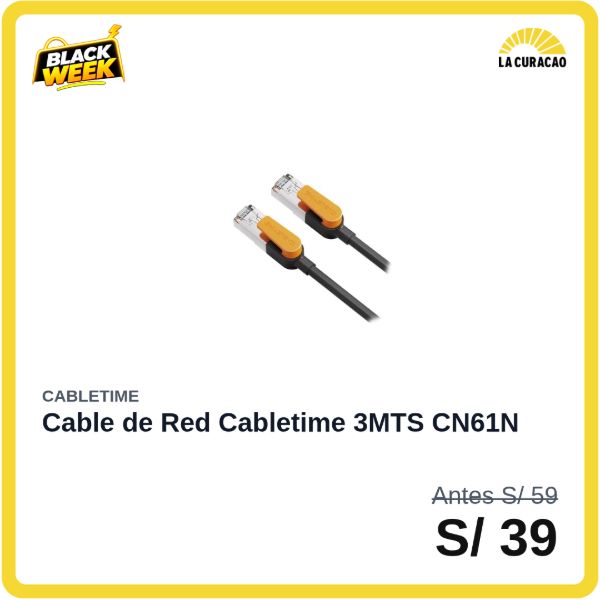 BLACK
WEEK
LA CURACAO
CABLETIME
Cable de Red Cabletime 3MTS CN61N
Antes S/ 59
S/ 39